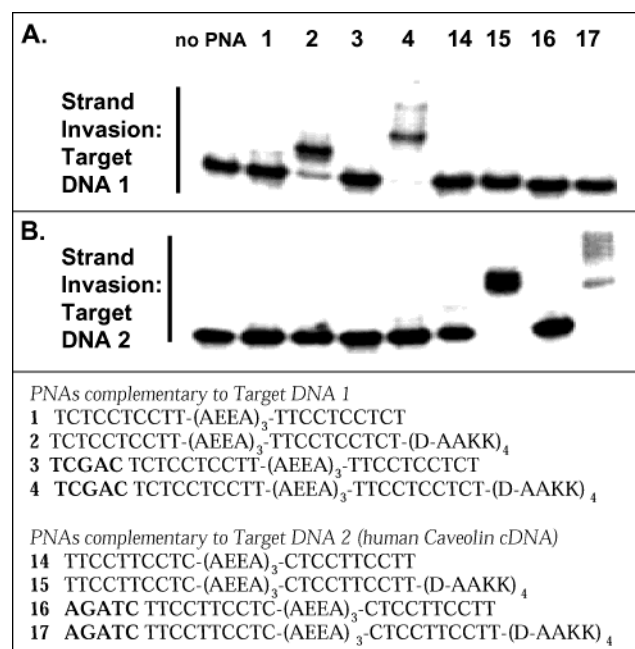 A.
no PNA 1 2 3 4 14 15 16 17
Strand
Invasion:
Target
DNA 1
B.
Strand
Invasion:
Target
DNA 2
PNAs complementary to Target DNA 1
1 TCTCCTCCTT-(AEEA)3-TTCCTCCTCT
2 TCTCCTCCTT-(AEEA)3-TTCCTCCTCT-(D-AAKK)4
3 TCGAC TCTCCTCCTT-(AEEA)3-TTCCTCCTCT
4 TCGAC TCTCCTCCTT-(AEEA)3-TTCCTCCTCT-(D-AAKK)4
PNAs complementary to Target DNA 2 (human Caveolin cDNA)
14 TTCCTTCCTC-(AEEA)3-CTCCTTCCTT
15 TTCCTTCCTC-(AEEA)3-CTCCTTCCTT-(D-AAKK)4
16 AGATC TTCCTTCCTC-(AEEA)3-CTCCTTCCTT
17 AGATC TTCCTTCCTC-(AEEA)3-CTCCTTCCTT-(D-AAKK)4